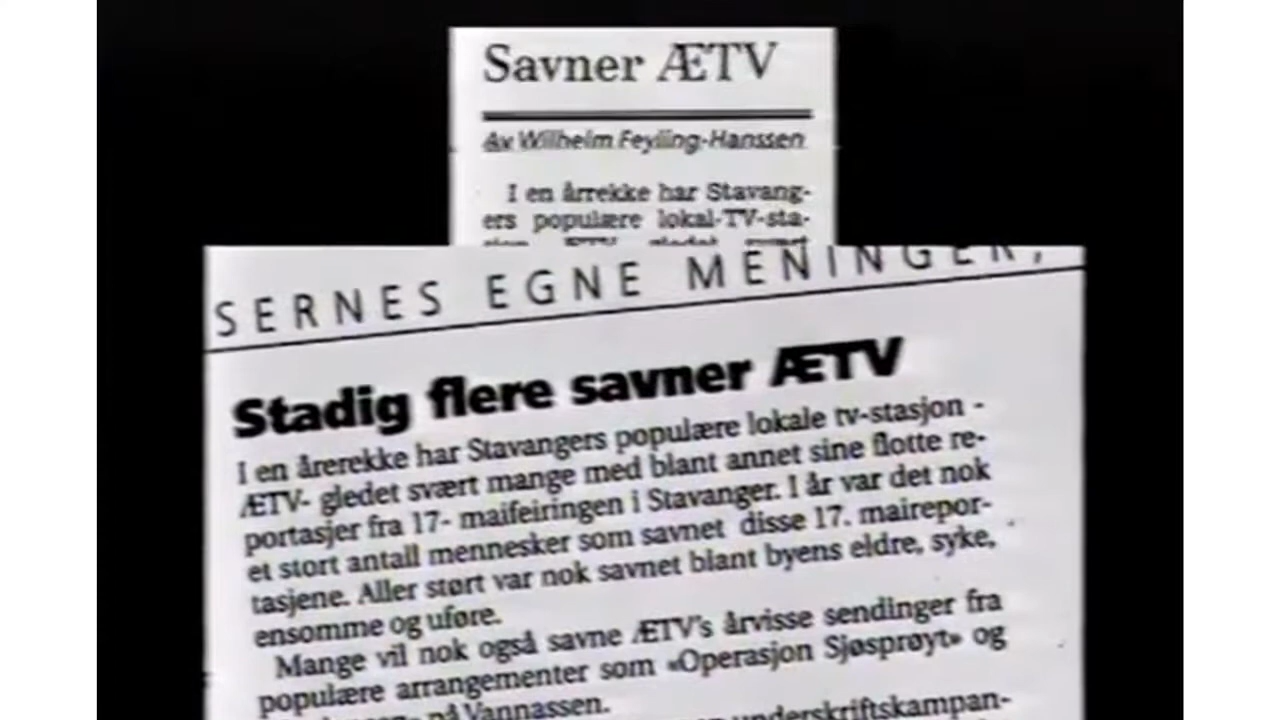 Savner ÆTV
Av Wilhelm Feyling-Hanssen
I en årrekke har Stavang-
ers populære lokal-TV-sta-
SERNES EGNE MENINGER,
Stadig flere savner ÆTV
I en årerekke har Stavangers populære lokale tv-stasjon -
ÆTV- gledet svært mange med blant annet sine flotte re-
portasjer fra 17- maifeiringen i Stavanger. I år var det nok
et stort antall mennesker som savnet disse 17. mairepor-
tasjene. Aller størt var nok savnet blant byens eldre, syke,
ensomme og uføre.
Mange vil nok også savne ÆTV's årvisse sendinger fra
populære arrangementer som «Operasjon Sjøsprøyt» og
på Vannassen.
underskriftskampan-